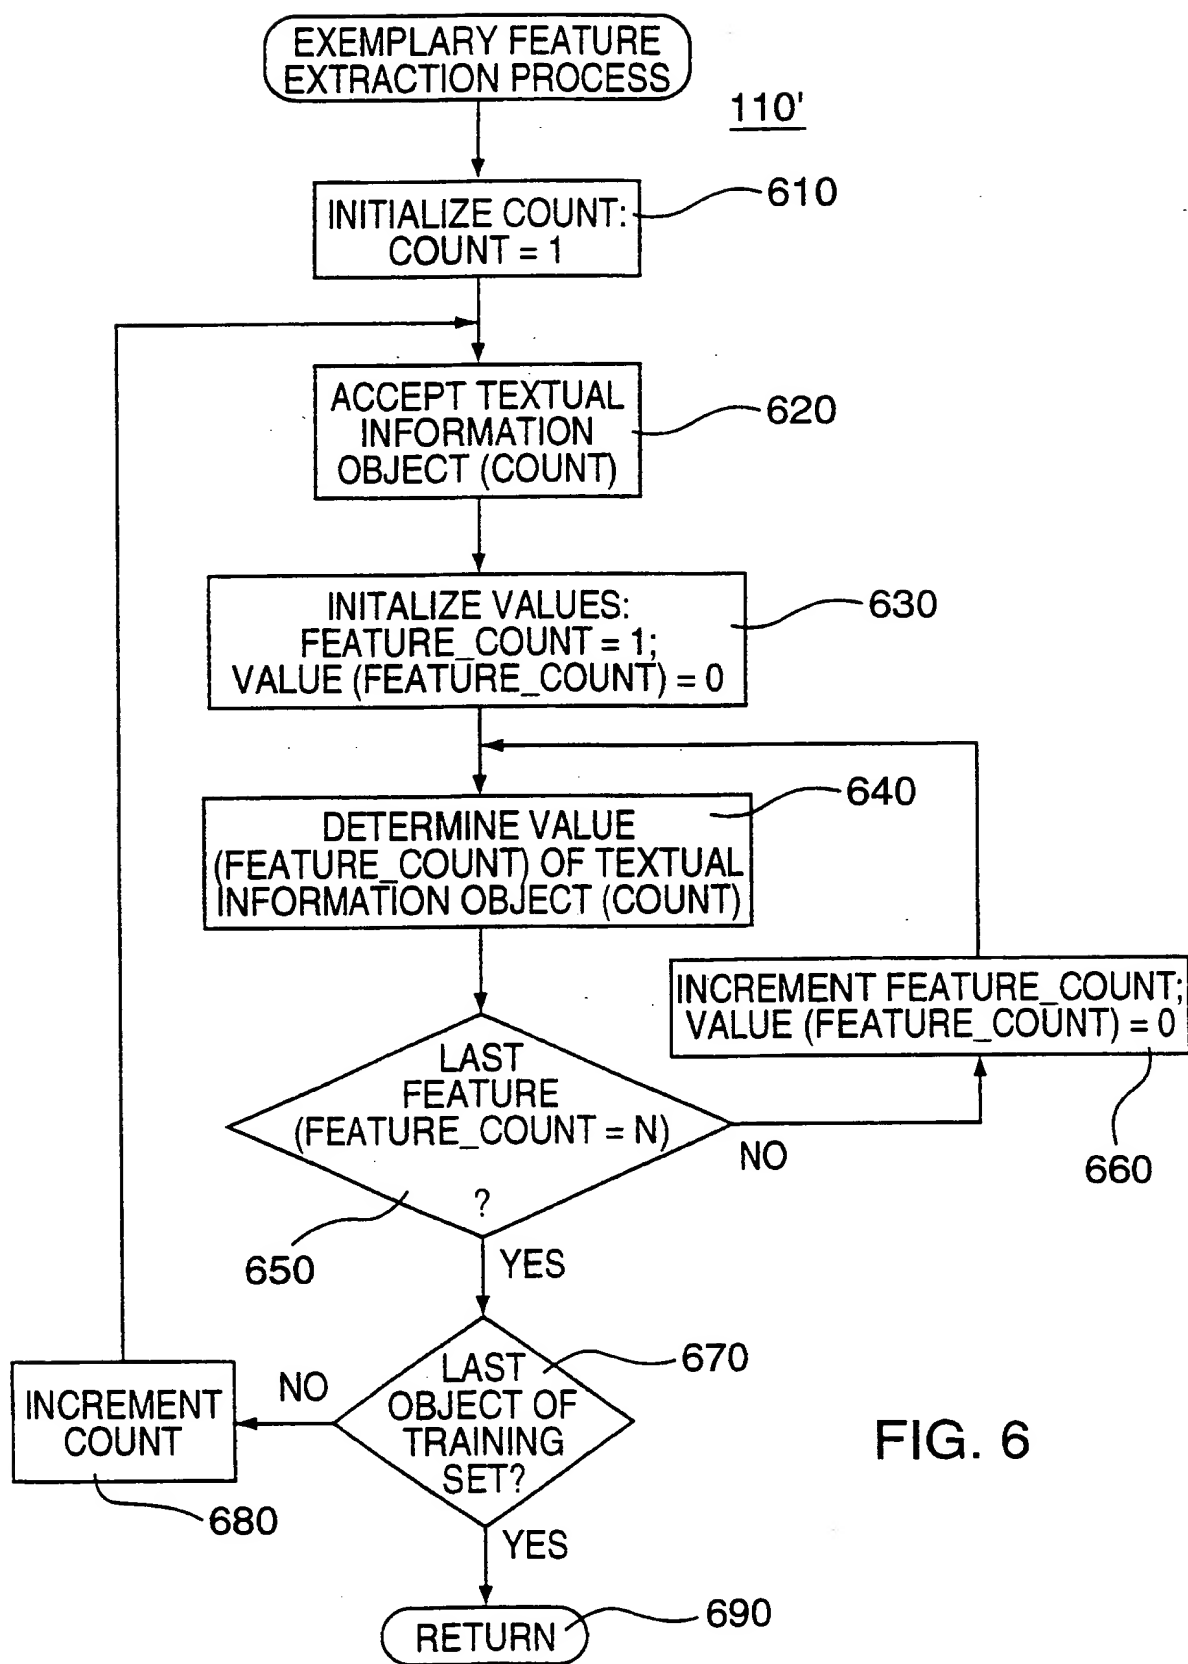 EXEMPLARY FEATURE
EXTRACTION PROCESS
110'
INITIALIZE COUNT:
COUNT = 1
610
ACCEPT TEXTUAL
INFORMATION
OBJECT (COUNT)
620
INITALIZE VALUES:
FEATURE_COUNT = 1;
VALUE (FEATURE_COUNT) = 0
630
DETERMINE VALUE
(FEATURE_COUNT) OF TEXTUAL
INFORMATION OBJECT (COUNT)
640
INCREMENT FEATURE_COUNT;
VALUE (FEATURE_COUNT) = 0
660
LAST
FEATURE
(FEATURE_COUNT = N)
?
NO
650
YES
LAST
OBJECT OF
TRAINING
SET?
670
NO
INCREMENT
COUNT
680
YES
RETURN
690
FIG. 6